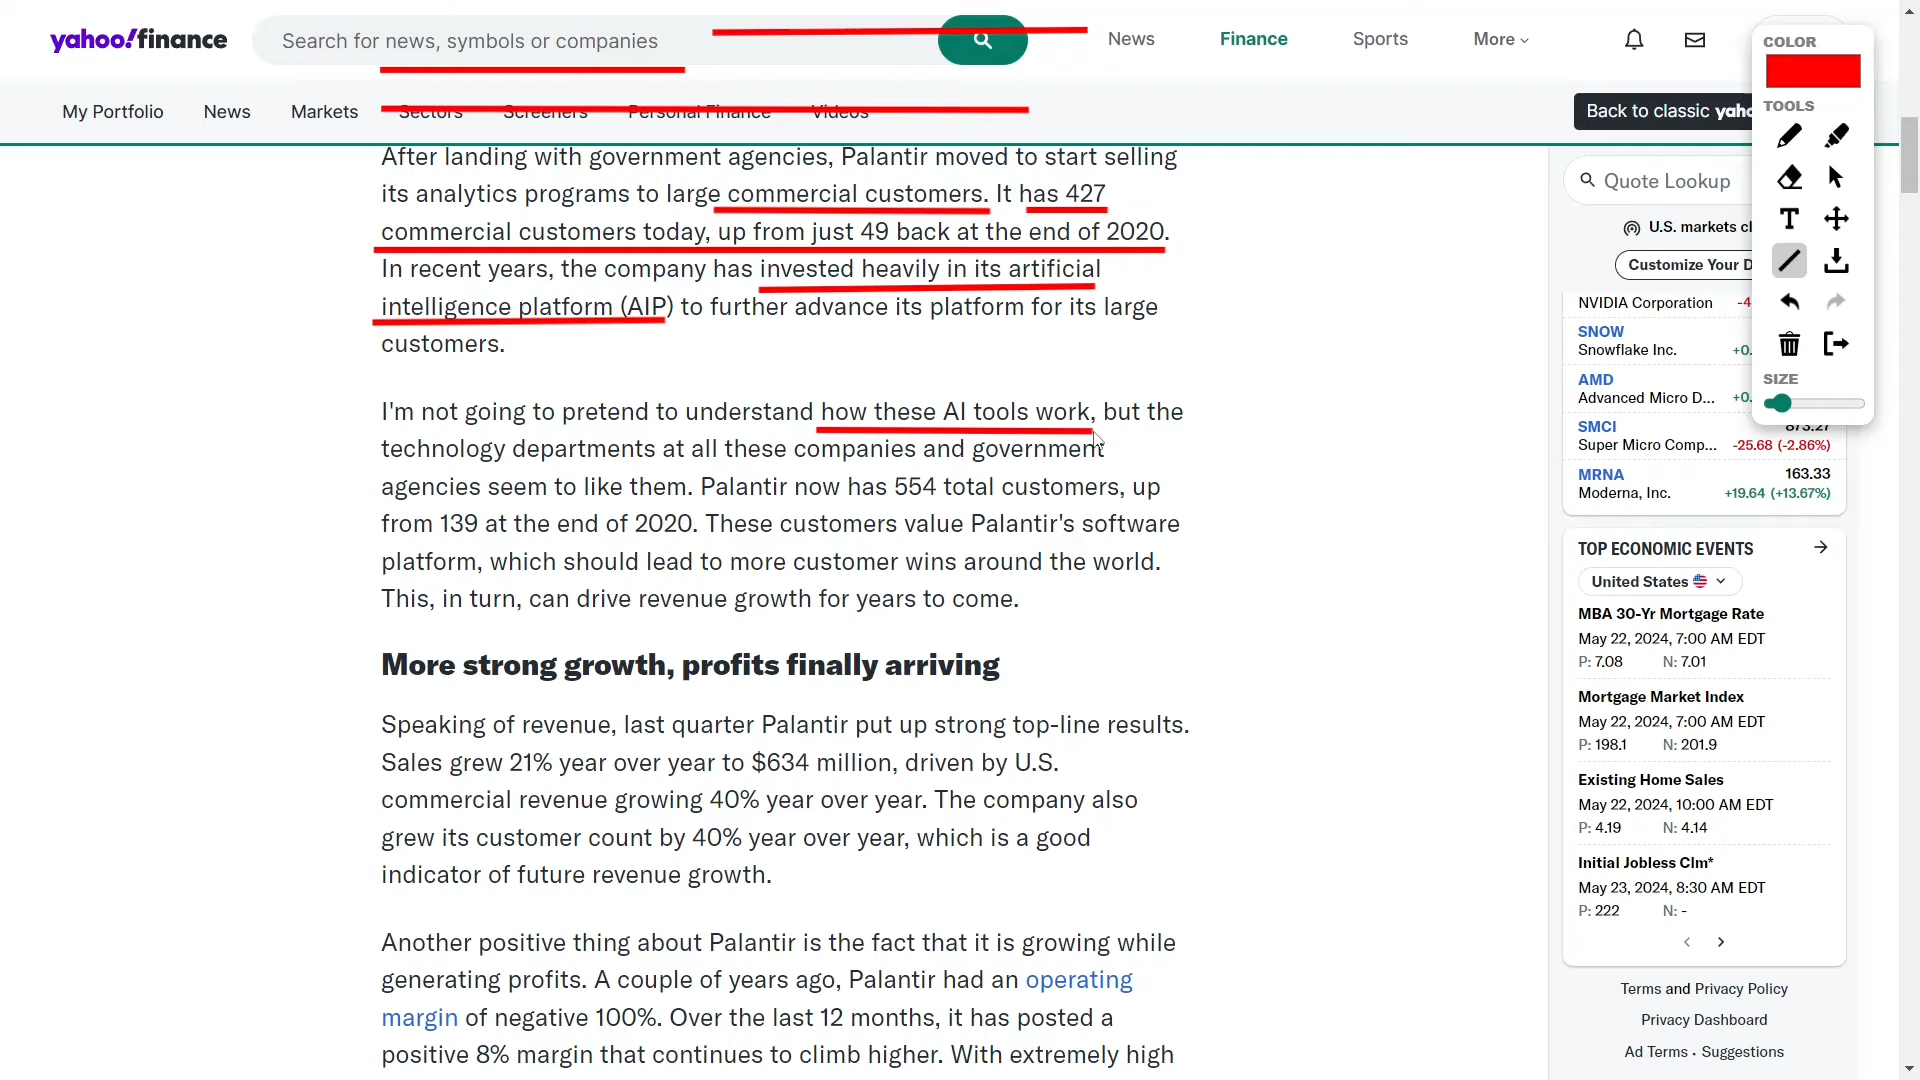 yahoo!finance
Search for news, symbols or companies
News
Finance
Sports
More
My Portfolio
News
Markets
Sectors
Screeners
Personal Finance
Videos
Back to classic yaho
After landing with government agencies, Palantir moved to start selling
its analytics programs to large commercial customers. It has 427
commercial customers today, up from just 49 back at the end of 2020.
In recent years, the company has invested heavily in its artificial
intelligence platform (AIP) to further advance its platform for its large
customers.
I'm not going to pretend to understand how these AI tools work, but the
technology departments at all these companies and government
agencies seem to like them. Palantir now has 554 total customers, up
from 139 at the end of 2020. These customers value Palantir's software
platform, which should lead to more customer wins around the world.
This, in turn, can drive revenue growth for years to come.
More strong growth, profits finally arriving
Speaking of revenue, last quarter Palantir put up strong top-line results.
Sales grew 21% year over year to $634 million, driven by U.S.
commercial revenue growing 40% year over year. The company also
grew its customer count by 40% year over year, which is a good
indicator of future revenue growth.
Another positive thing about Palantir is the fact that it is growing while
generating profits. A couple of years ago, Palantir had an operating
margin of negative 100%. Over the last 12 months, it has posted a
positive 8% margin that continues to climb higher. With extremely high
COLOR
TOOLS
T
SIZE
Quote Lookup
U.S. markets cl
Customize Your D
NVIDIA Corporation -4
SNOW
Snowflake Inc. +0.
AMD
Advanced Micro D... +0.
SMCI 873.27
Super Micro Comp... -25.68 (-2.86%)
MRNA 163.33
Moderna, Inc. +19.64 (+13.67%)
TOP ECONOMIC EVENTS
United States
MBA 30-Yr Mortgage Rate
May 22, 2024, 7:00 AM EDT
P: 7.08 N: 7.01
Mortgage Market Index
May 22, 2024, 7:00 AM EDT
P: 198.1 N: 201.9
Existing Home Sales
May 22, 2024, 10:00 AM EDT
P: 4.19 N: 4.14
Initial Jobless Clm*
May 23, 2024, 8:30 AM EDT
P: 222 N: -
Terms and Privacy Policy
Privacy Dashboard
Ad Terms • Suggestions